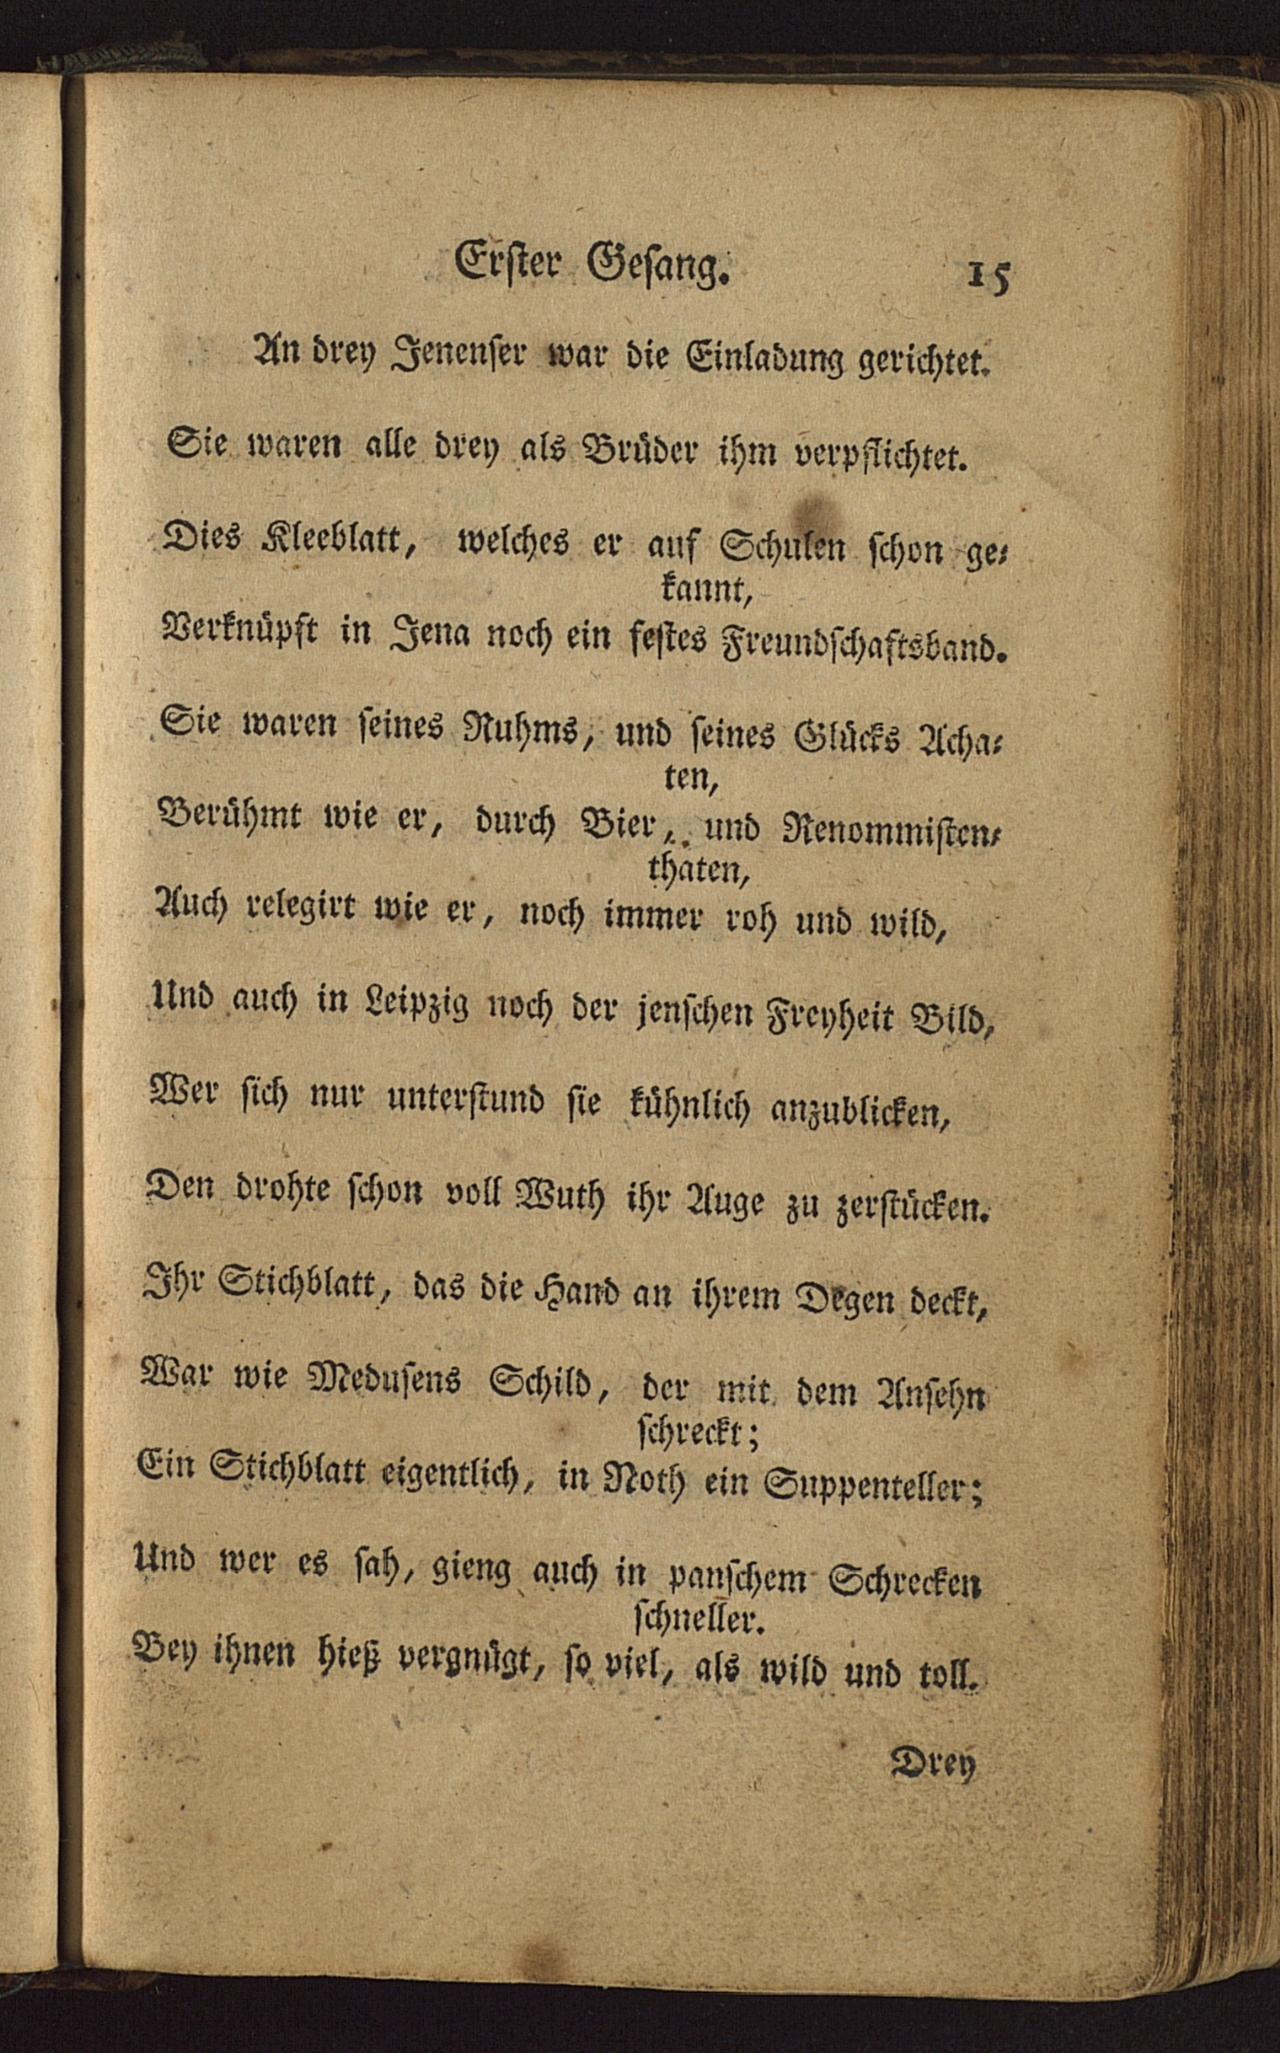 Erster Gesang. 15
An drey Jenenser war die Einladung gerichtet.
Sie waren alle drey als Brüder ihm verpflichtet.
Dies Kleeblatt, welches er auf Schulen schon ge-
kannt,
Verknüpft in Jena noch ein festes Freundschaftsband.
Sie waren seines Ruhms, und seines Glücks Acha-
ten,
Berühmt wie er, durch Bier, und Renommisten-
thaten,
Auch relegirt wie er, noch immer roh und wild,
Und auch in Leipzig noch der jenschen Freyheit Bild,
Wer sich nur unterstund sie kühnlich anzublicken,
Den drohte schon voll Wuth ihr Auge zu zerstücken.
Ihr Stichblatt, das die Hand an ihrem Degen deckt,
War wie Medusens Schild, der mit dem Ansehn
schreckt;
Ein Stichblatt eigentlich, in Noth ein Suppenteller;
Und wer es sah, gieng auch in panschem Schrecken
schneller.
Bey ihnen hieß vergnügt, so viel, als wild und toll.
Drey